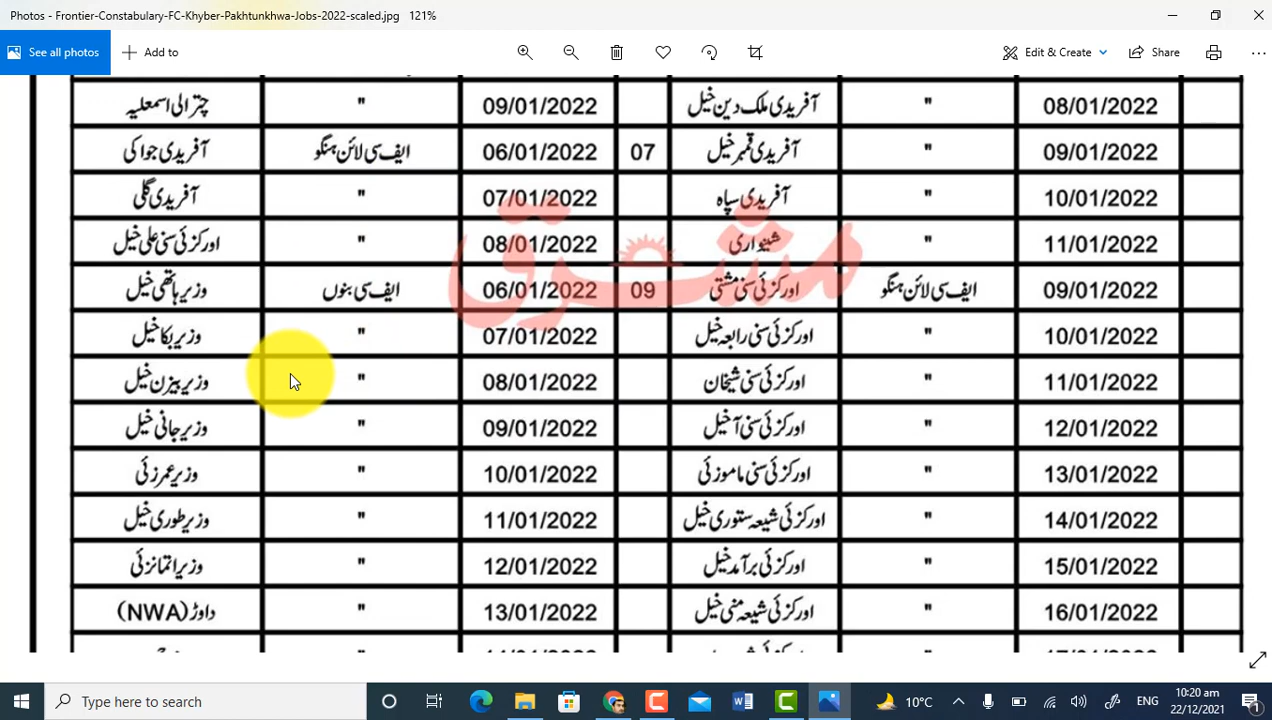 Photos - Frontier-Constabulary-FC-Khyber-Pakhtunkhwa-Jobs-2022-scaled.jpg 121%
See all photos Add to Edit & Create Share
08/01/2022 " آفریدی ملک دین خیل 09/01/2022 " چترالی اسمعلیہ
09/01/2022 " آفریدی قمبر خیل 07 06/01/2022 ایف سی لائن ہنگو آفریدی جواکی
10/01/2022 " آفریدی سپاہ 07/01/2022 " آفریدی گلی
11/01/2022 " شینواری 08/01/2022 " اورکزئی سنی علی خیل
09/01/2022 ایف سی لائن ہنگو اورکزئی سنی مشتی 09 06/01/2022 ایف سی بنوں وزیر ہاتھی خیل
10/01/2022 " اورکزئی سنی رابعہ خیل 07/01/2022 " وزیر بکا خیل
11/01/2022 " اورکزئی سنی شیخان 08/01/2022 " وزیر بیزن خیل
12/01/2022 " اورکزئی سنی آخیل 09/01/2022 " وزیر جانی خیل
13/01/2022 " اورکزئی سنی ماموزئی 10/01/2022 " وزیر عمرزئی
14/01/2022 " اورکزئی شیعہ ستوری خیل 11/01/2022 " وزیر طوری خیل
15/01/2022 " اورکزئی برآمد خیل 12/01/2022 " وزیر اتمانزئی
16/01/2022 " اورکزئی شیعہ منی خیل 13/01/2022 " داوڑ (NWA)
مشرق
Type here to search 10°C ENG 10:20 am
22/12/2021